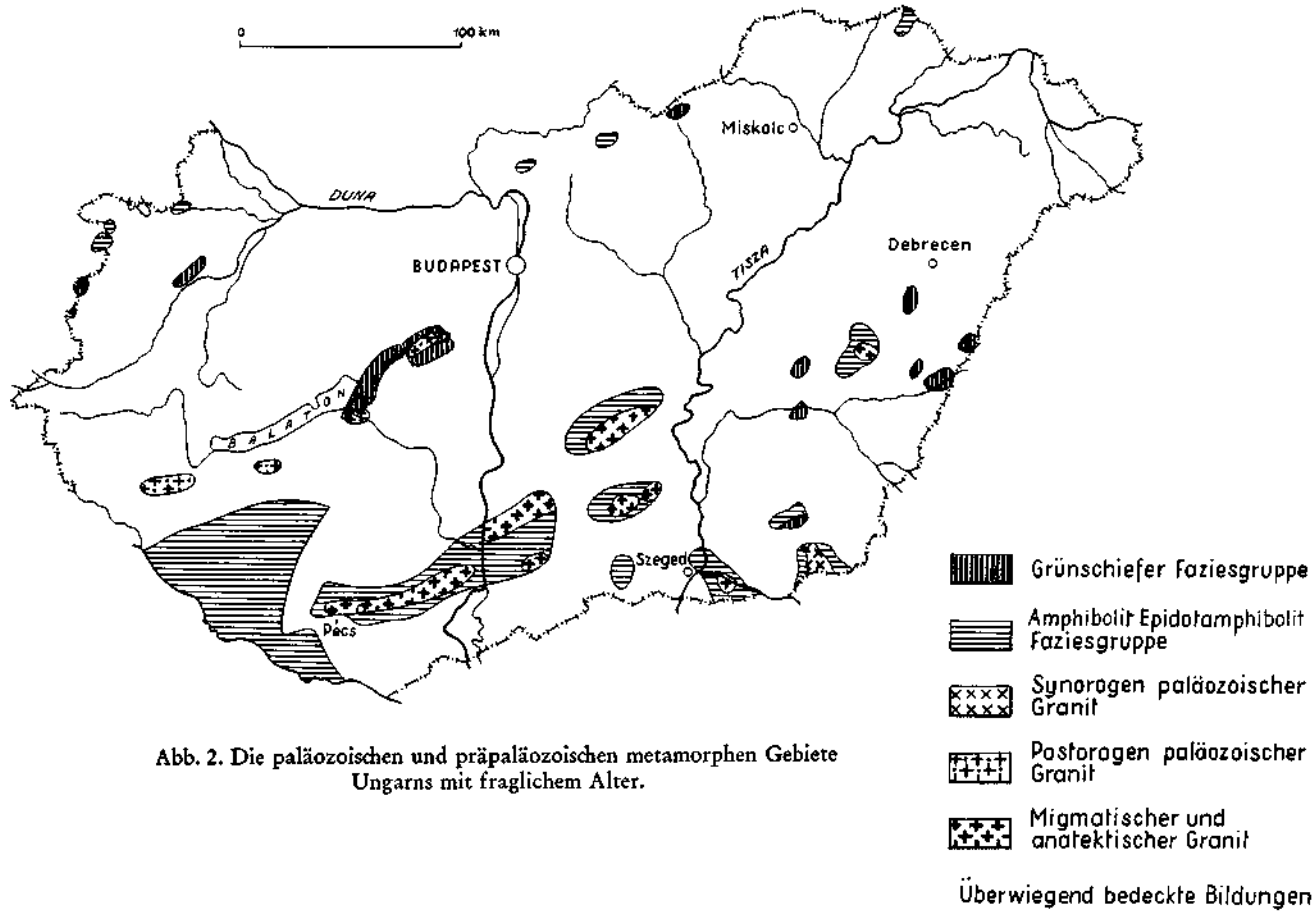 0 100 km
Miskolc
DUNA
Debrecen
BUDAPEST
TISZA
BALATON
Szeged
Pécs
Grünschiefer Faziesgruppe
Amphibolit Epidotamphibolit
Faziesgruppe
Synorogen paläozoischer
Granit
Postorogen paläozoischer
Granit
Migmatischer und
anatektischer Granit
Überwiegend bedeckte Bildungen
Abb. 2. Die paläozoischen und präpaläozoischen metamorphen Gebiete
Ungarns mit fraglichem Alter.